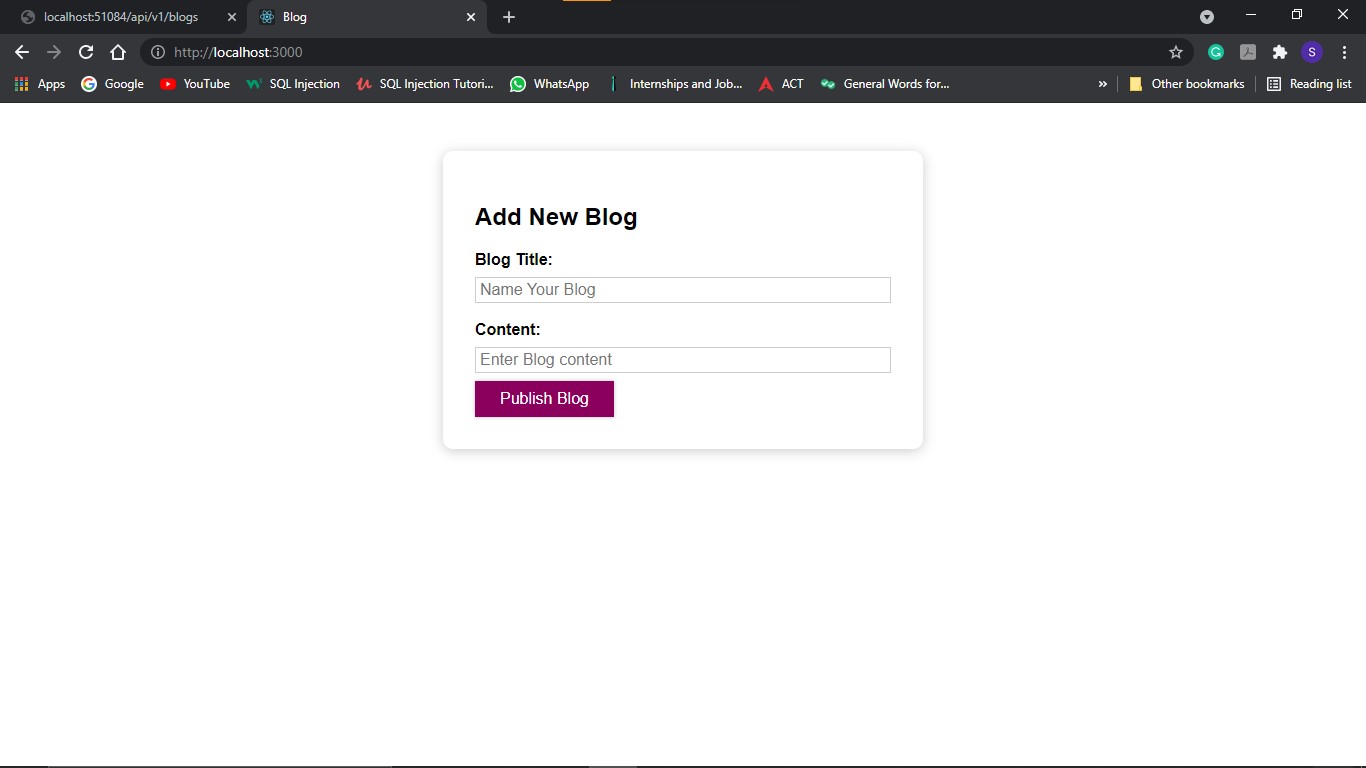 localhost:51084/api/v1/blogs
Blog
http://localhost:3000
Apps
Google
YouTube
SQL Injection
SQL Injection Tutori...
WhatsApp
Internships and Job...
ACT
General Words for...
»
Other bookmarks
Reading list
S
Add New Blog
Blog Title:
Name Your Blog
Content:
Enter Blog content
Publish Blog